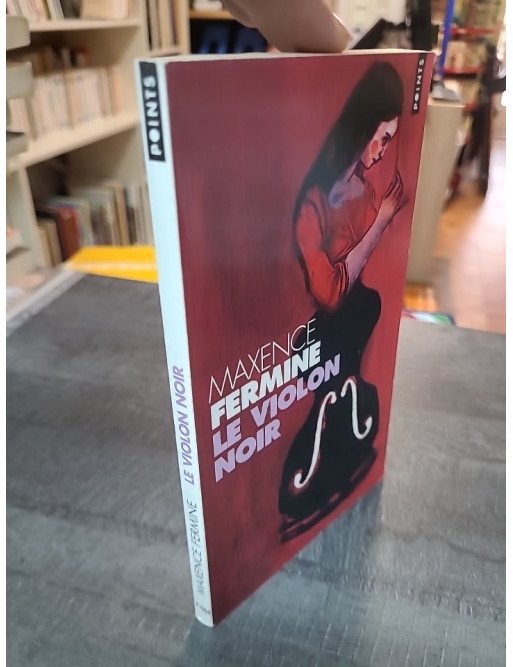 POINTS
POINTS
MAXENCE
FERMINE
LE VIOLON
NOIR
MAXENCE FERMINE LE VIOLON NOIR